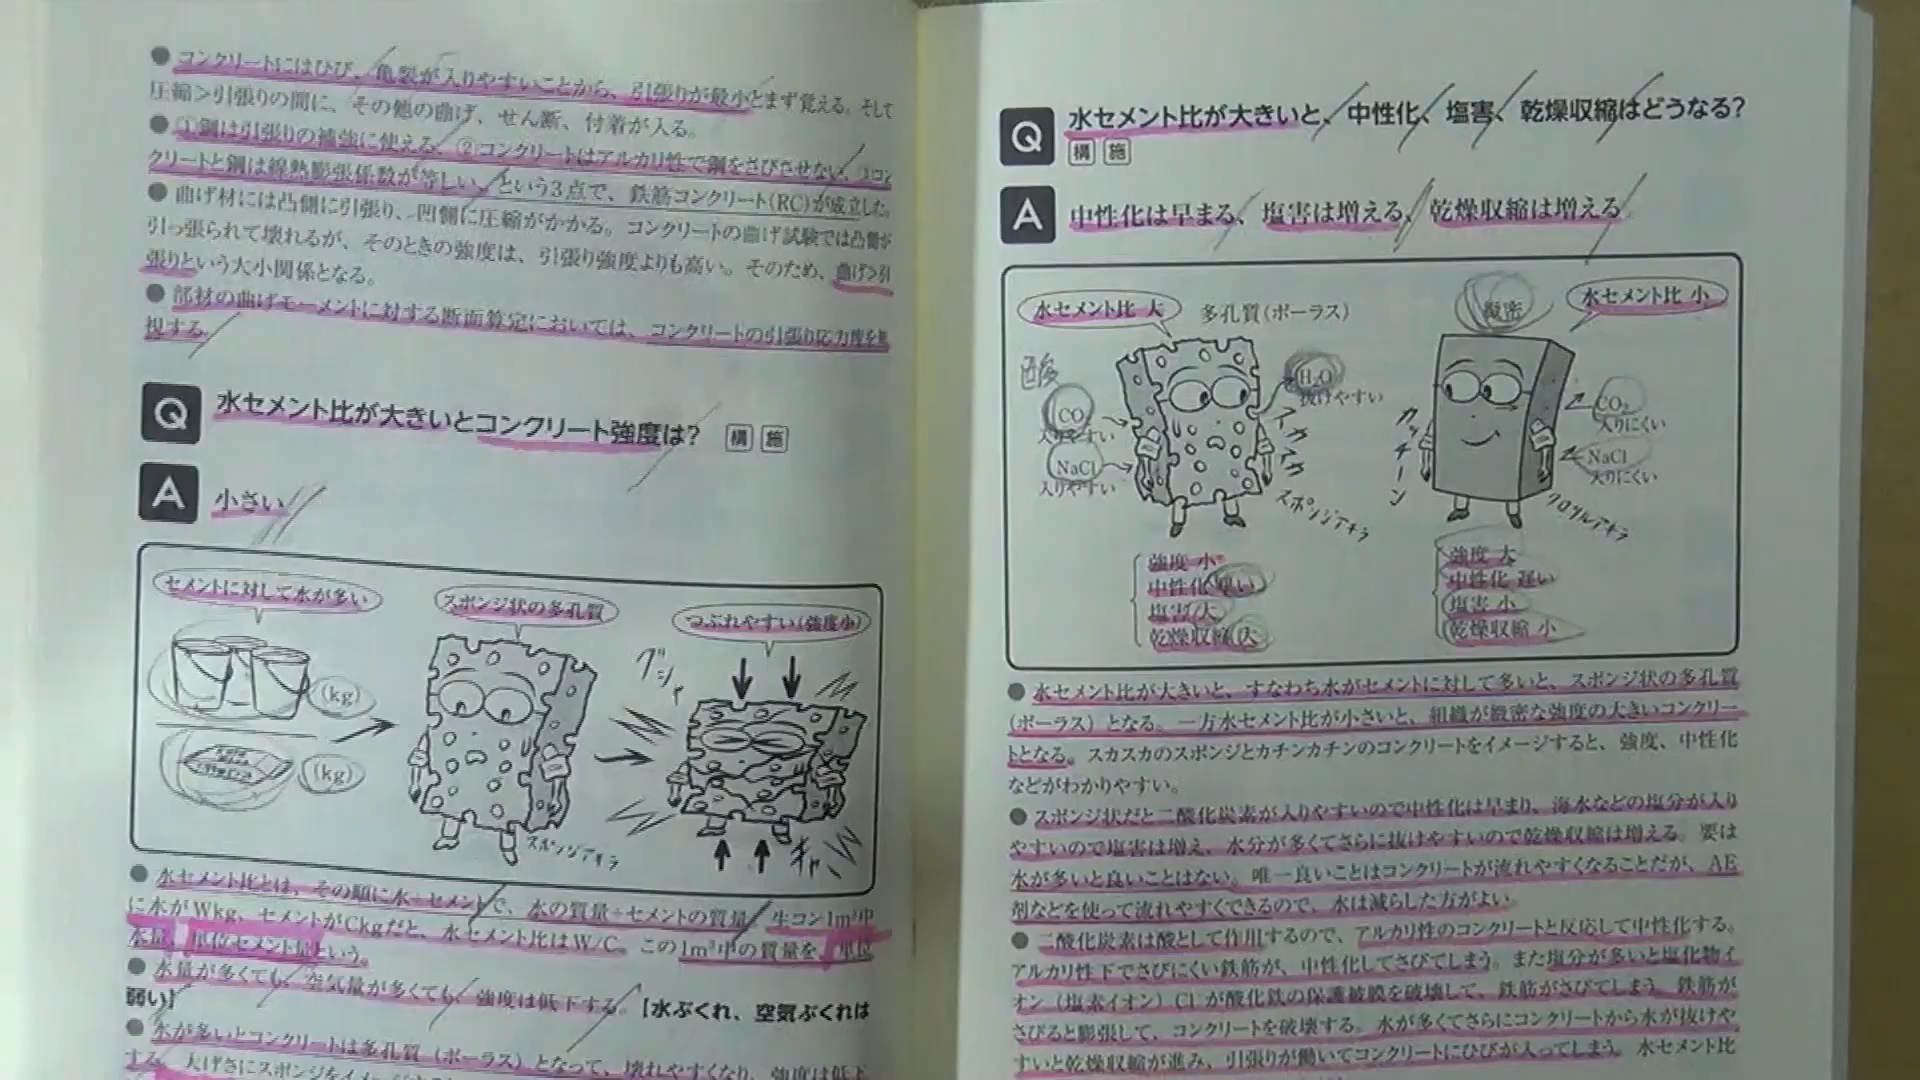 ● コンクリートにはひび、亀裂が入りやすいことから、引張りが最小とまず覚える。そして
圧縮＞引張りの間に、その他の曲げ、せん断、付着が入る。
● ①鋼は引張りの補強に使える、②コンクリートはアルカリ性で鋼をさびさせない、③コン
クリートと鋼は線熱膨張係数が等しい、という3点で、鉄筋コンクリート(RC)が成立した。
● 曲げ材には凸側に引張り、凹側に圧縮がかかる。コンクリートの曲げ試験では凸側が
引っ張られて壊れるが、そのときの強度は、引張り強度よりも高い。そのため、曲げ＞引
張りという大小関係となる。
● 部材の曲げモーメントに対する断面算定においては、コンクリートの引張り応力度を無
視する。
Q 水セメント比が大きいとコンクリート強度は? 構 施
A 小さい
セメントに対して水が多い
スポンジ状の多孔質
つぶれやすい(強度小)
グシャ
(kg)
(kg)
スポンジアキラ
ギャ
● 水セメント比とは、その順に水÷セメントで、水の質量÷セメントの質量。生コン1m³中
に水がWkg、セメントがCkgだと、水セメント比はW/C。この1m³中の質量を、単位
水量、単位セメント量という。
● 水量が多くても、空気量が多くても、強度は低下する。【水ぶくれ、空気ぶくれは
弱い】
● 水が多いとコンクリートは多孔質（ポーラス）となって、壊れやすくなり、強度は低下
する。大げさにスポンジをイメージ
Q 水セメント比が大きいと、中性化、塩害、乾燥収縮はどうなる?
構 施
A 中性化は早まる、塩害は増える、乾燥収縮は増える
水セメント比 大
多孔質(ポーラス)
緻密
水セメント比 小
酸
H₂O
抜けやすい
CO
入りやすい
NaCl
入りやすい
スカスカ
スポンジアキラ
カッチーン
CO₂
入りにくい
NaCl
入りにくい
強度 小
中性化 早い
塩害 大
乾燥収縮 大
強度 大
中性化 遅い
塩害 小
乾燥収縮 小
● 水セメント比が大きいと、すなわち水がセメントに対して多いと、スポンジ状の多孔質
(ポーラス)となる。一方水セメント比が小さいと、組織が緻密な強度の大きいコンクリー
トとなる。スカスカのスポンジとカチンカチンのコンクリートをイメージすると、強度、中性化
などがわかりやすい。
● スポンジ状だと二酸化炭素が入りやすいので中性化は早まり、海水などの塩分が入り
やすいので塩害は増え、水分が多くてさらに抜けやすいので乾燥収縮は増える。要は
水が多いと良いことはない。唯一良いことはコンクリートが流れやすくなることだが、AE
剤などを使って流れやすくできるので、水は減らした方がよい。
● 二酸化炭素は酸として作用するので、アルカリ性のコンクリートと反応して中性化する。
アルカリ性下でさびにくい鉄筋が、中性化してさびてしまう。また塩分が多いと塩化物イ
オン（塩素イオン）Cl⁻が酸化鉄の保護被膜を破壊して、鉄筋がさびてしまう。鉄筋が
さびると膨張して、コンクリートを破壊する。水が多くてさらにコンクリートから水が抜けや
すいと乾燥収縮が進み、引張りが働いてコンクリートにひびが入ってしまう。水セメント比